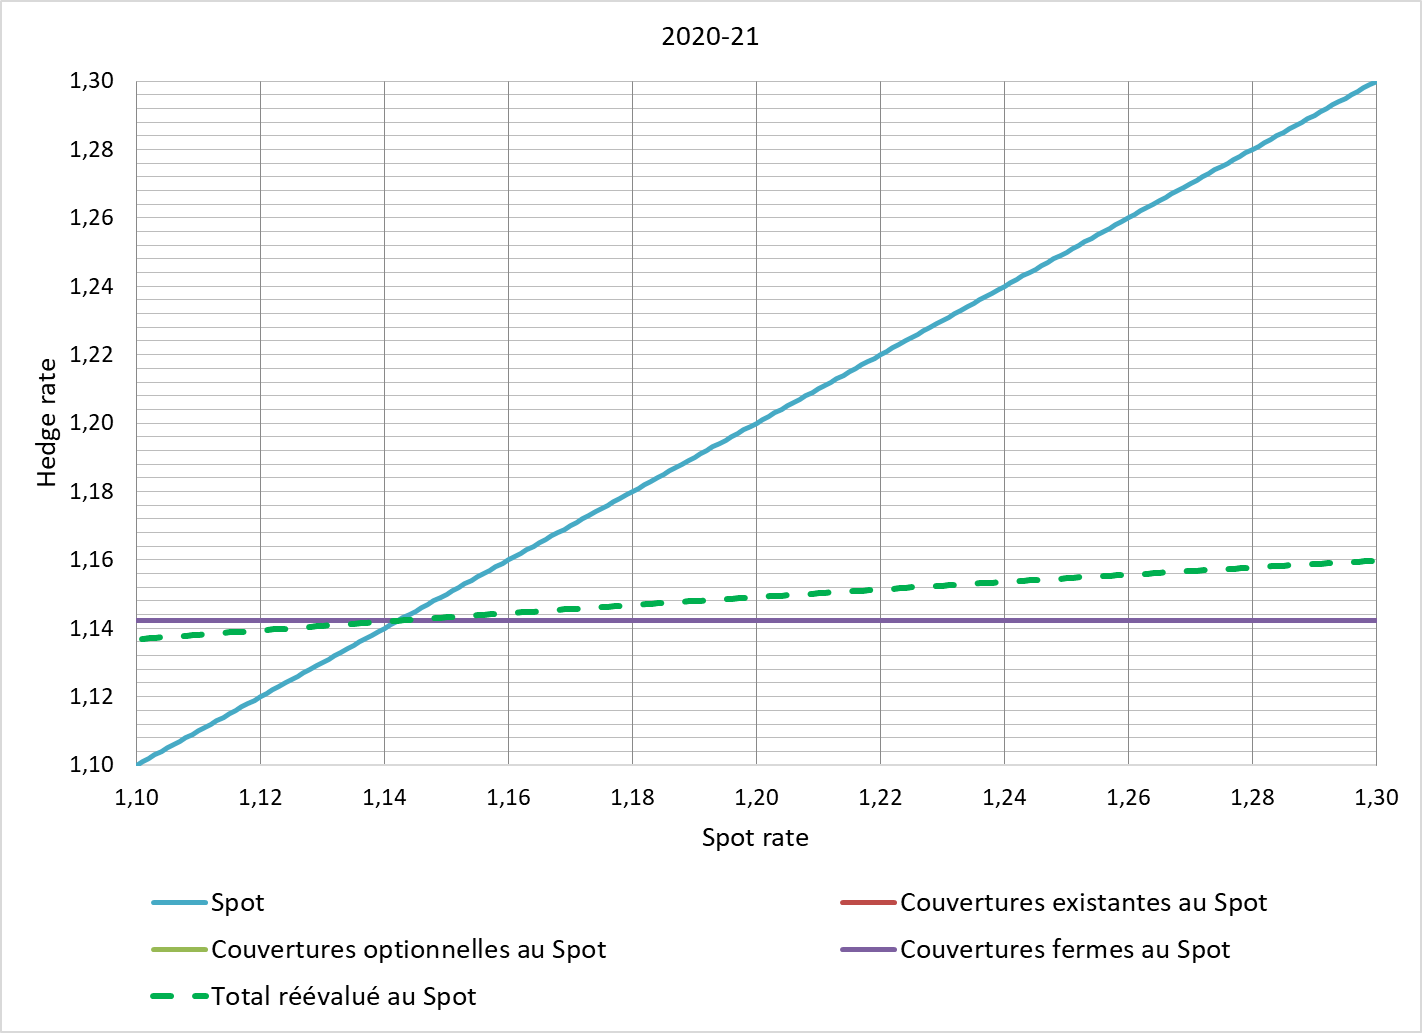 2020-21
1,30
1,28
1,26
1,24
1,22
1,20
1,18
1,16
1,14
1,12
1,10
Hedge rate
1,10 1,12 1,14 1,16 1,18 1,20 1,22 1,24 1,26 1,28 1,30
Spot rate
Spot Couvertures existantes au Spot
Couvertures optionnelles au Spot Couvertures fermes au Spot
Total réévalué au Spot